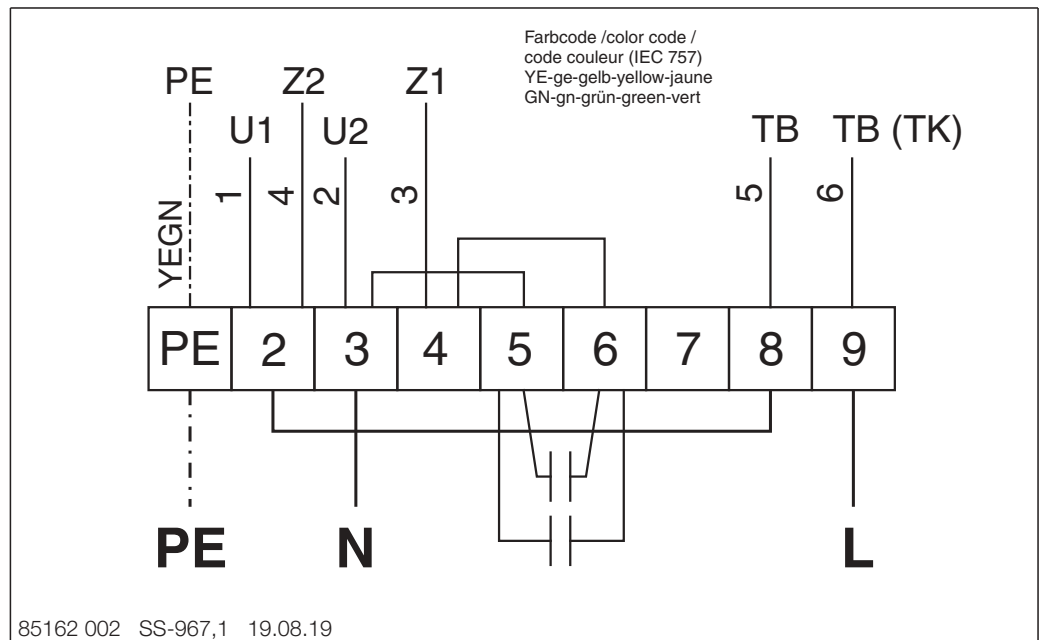 Farbcode /color code /
code couleur (IEC 757)
YE-ge-gelb-yellow-jaune
GN-gn-grün-green-vert
PE Z2 Z1
U1 U2 TB TB (TK)
YEGN 1 4 2 3 5 6
PE 2 3 4 5 6 7 8 9
PE N L
85162 002 SS-967,1 19.08.19